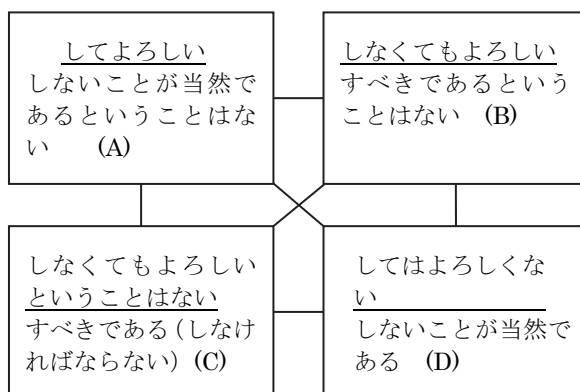 してよろしい
しないことが当然で
あるということはな
い (A)
しなくてもよろしい
すべきであるという
ことはない (B)
しなくてもよろしい
ということはない
すべきである(しなけ
ればならない) (C)
してはよろしくな
い
しないことが当然で
ある (D)